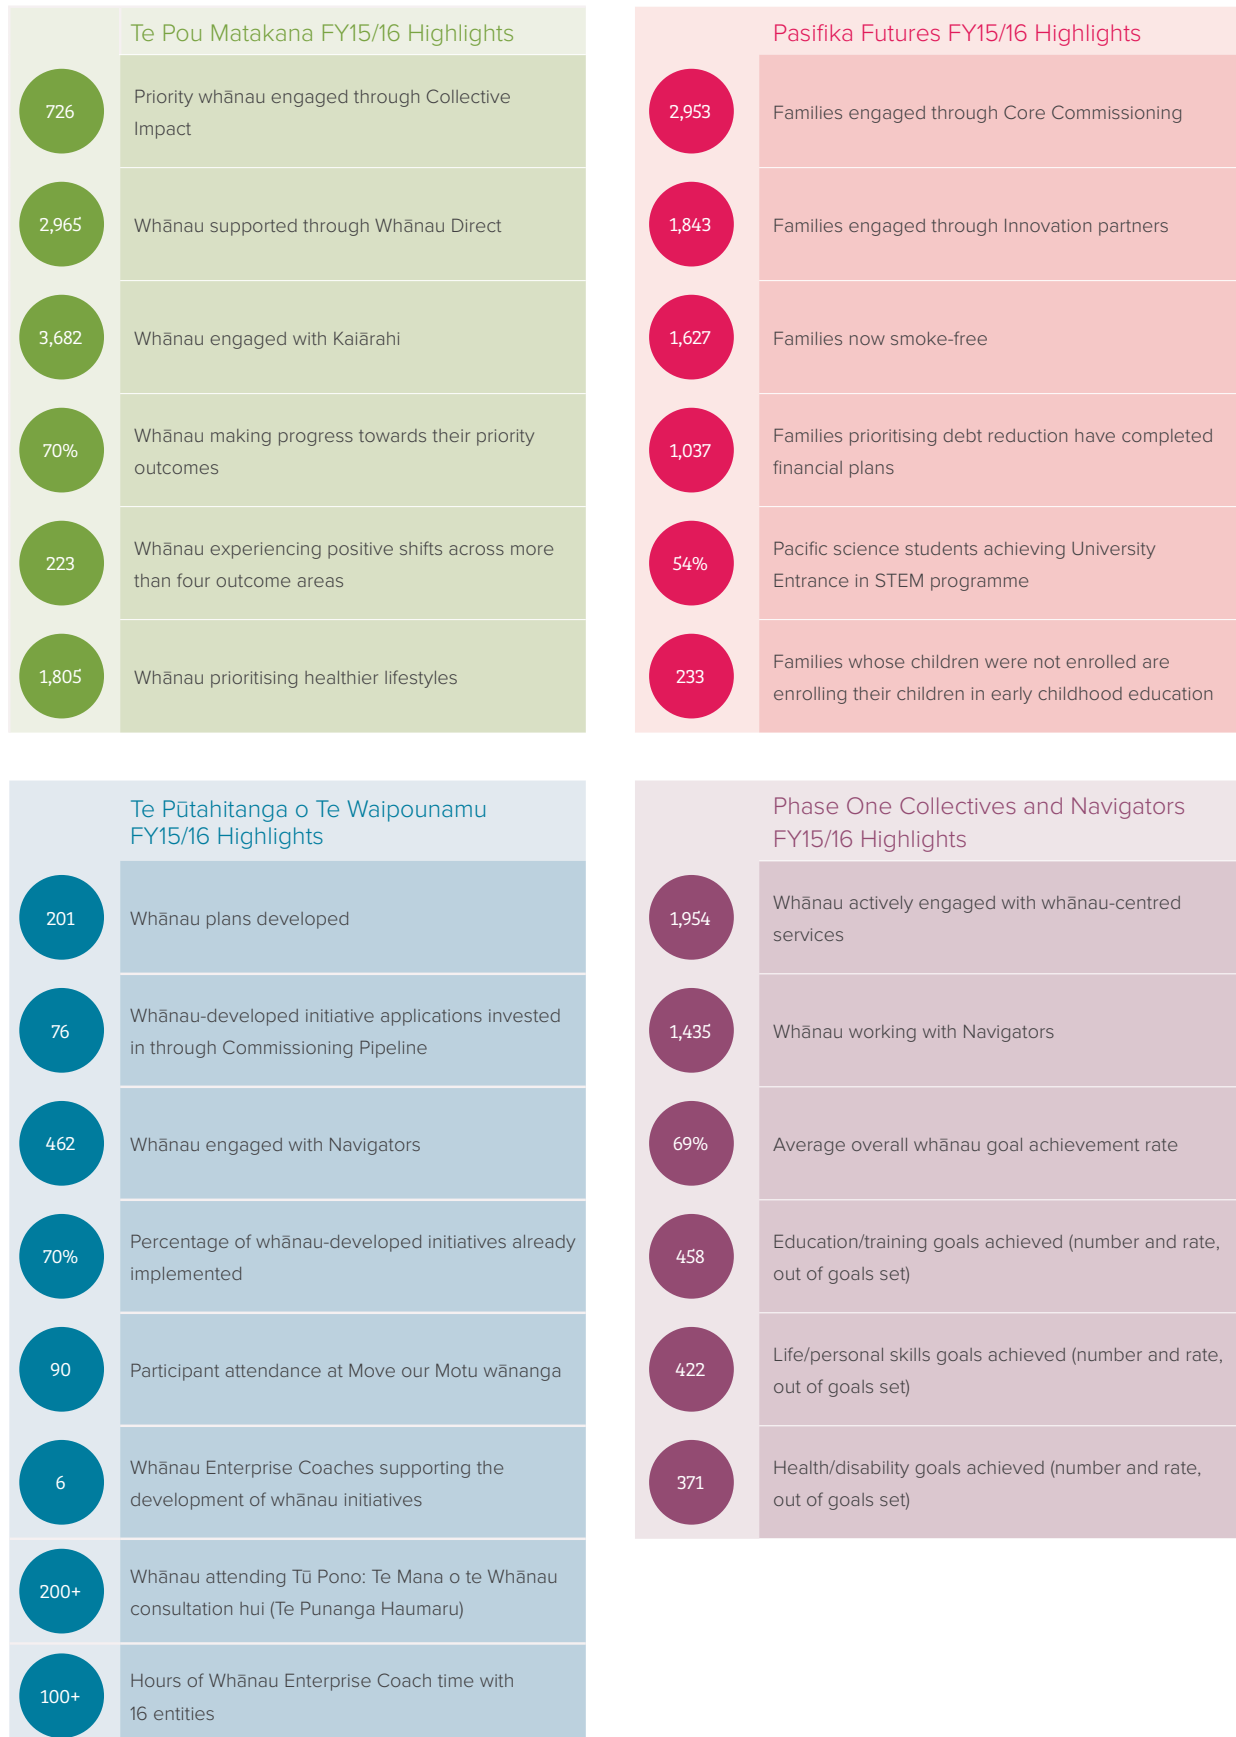 Te Pou Matakana FY15/16 Highlights
726
Priority whānau engaged through Collective
Impact
2,965
Whānau supported through Whānau Direct
3,682
Whānau engaged with Kaiārahi
70%
Whānau making progress towards their priority
outcomes
223
Whānau experiencing positive shifts across more
than four outcome areas
1,805
Whānau prioritising healthier lifestyles
Pasifika Futures FY15/16 Highlights
2,953
Families engaged through Core Commissioning
1,843
Families engaged through Innovation partners
1,627
Families now smoke-free
1,037
Families prioritising debt reduction have completed
financial plans
54%
Pacific science students achieving University
Entrance in STEM programme
233
Families whose children were not enrolled are
enrolling their children in early childhood education
Te Pūtahitanga o Te Waipounamu
FY15/16 Highlights
201
Whānau plans developed
76
Whānau-developed initiative applications invested
in through Commissioning Pipeline
462
Whānau engaged with Navigators
70%
Percentage of whānau-developed initiatives already
implemented
90
Participant attendance at Move our Motu wānanga
6
Whānau Enterprise Coaches supporting the
development of whānau initiatives
200+
Whānau attending Tū Pono: Te Mana o te Whānau
consultation hui (Te Punanga Haumaru)
100+
Hours of Whānau Enterprise Coach time with
16 entities
Phase One Collectives and Navigators
FY15/16 Highlights
1,954
Whānau actively engaged with whānau-centred
services
1,435
Whānau working with Navigators
69%
Average overall whānau goal achievement rate
458
Education/training goals achieved (number and rate,
out of goals set)
422
Life/personal skills goals achieved (number and rate,
out of goals set)
371
Health/disability goals achieved (number and rate,
out of goals set)